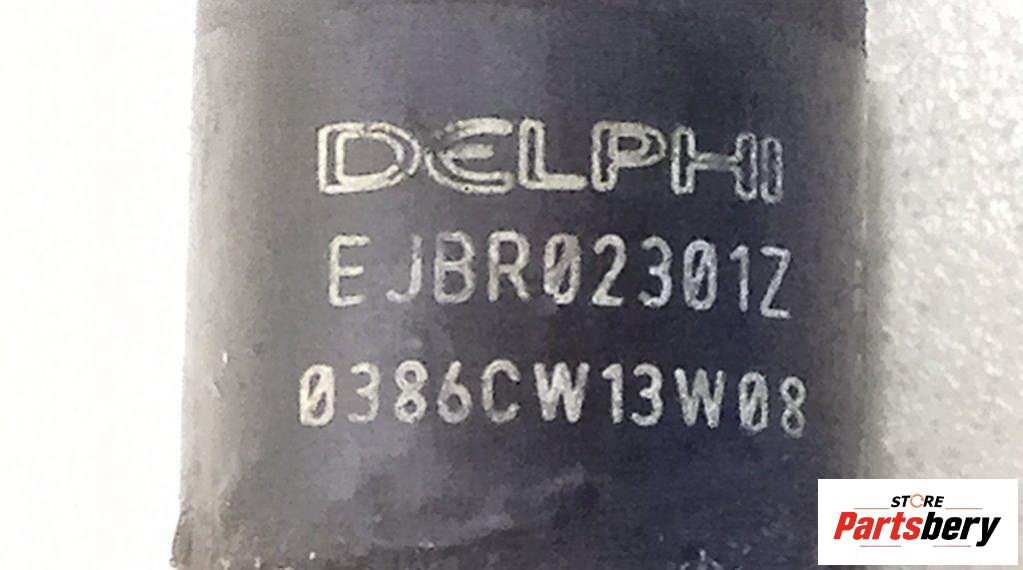 DELPHI
EJBR02301Z
0386CW13W08
STORE
Partsbery